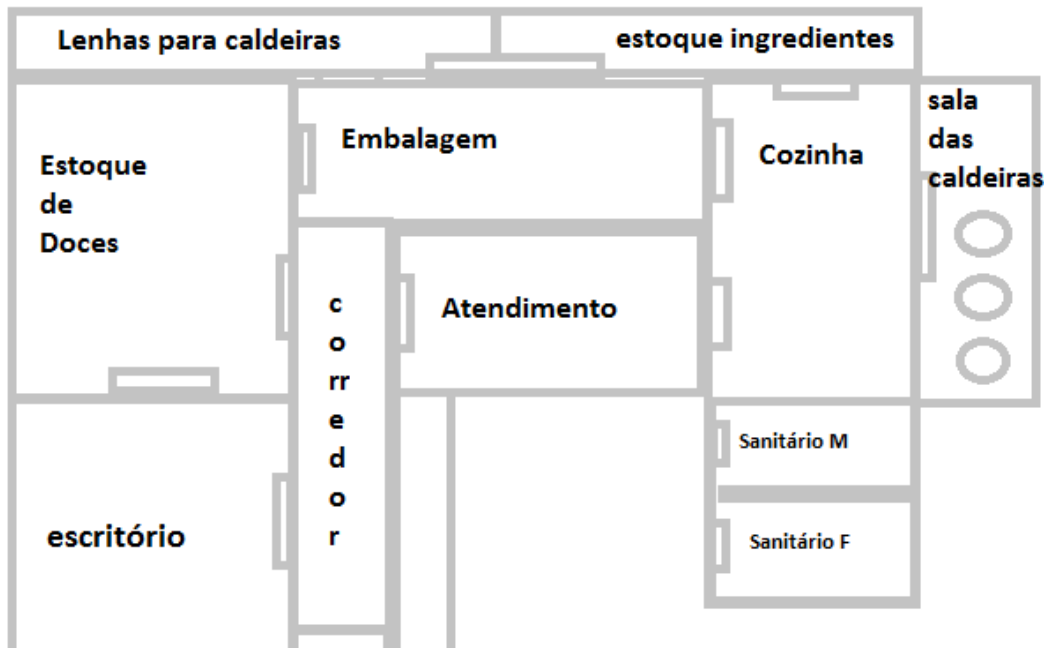 Lenhas para caldeiras
estoque ingredientes
Estoque
de
Doces
Embalagem
Cozinha
sala
das
caldeiras
c
o
rr
e
d
o
r
Atendimento
Sanitário M
Sanitário F
escritório